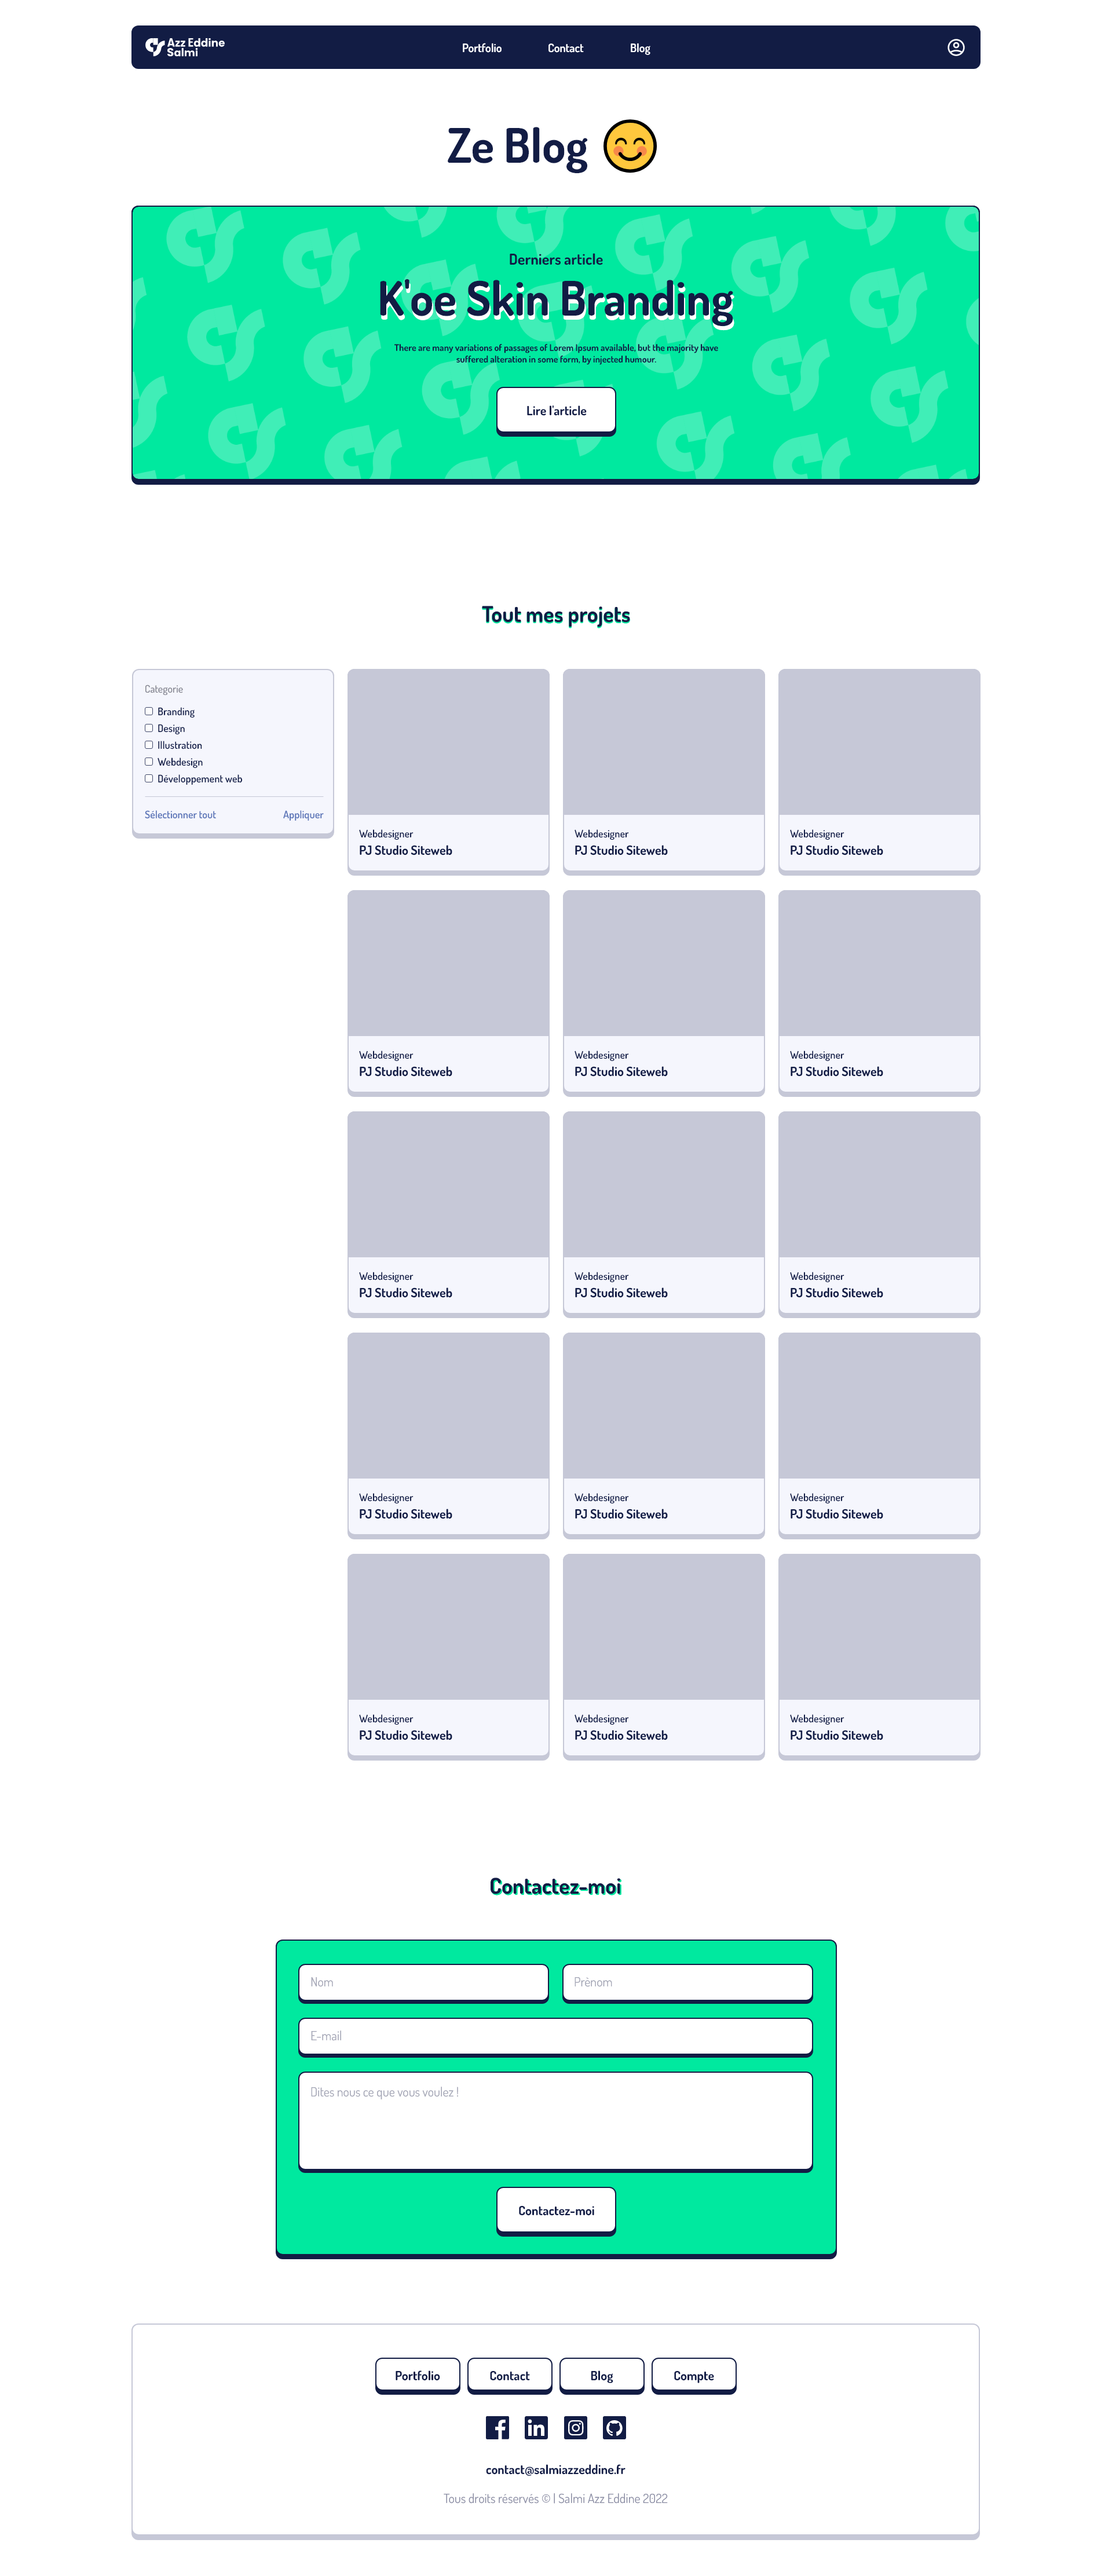 Azz Eddine
Salmi
Portfolio
Contact
Blog
Ze Blog
Derniers article
K'oe Skin Branding
There are many variations of passages of Lorem Ipsum available, but the majority have
suffered alteration in some form, by injected humour.
Lire l'article
Tout mes projets
Categorie
Branding
Design
Illustration
Webdesign
Développement web
Sélectionner tout
Appliquer
Webdesigner
PJ Studio Siteweb
Webdesigner
PJ Studio Siteweb
Webdesigner
PJ Studio Siteweb
Webdesigner
PJ Studio Siteweb
Webdesigner
PJ Studio Siteweb
Webdesigner
PJ Studio Siteweb
Webdesigner
PJ Studio Siteweb
Webdesigner
PJ Studio Siteweb
Webdesigner
PJ Studio Siteweb
Webdesigner
PJ Studio Siteweb
Webdesigner
PJ Studio Siteweb
Webdesigner
PJ Studio Siteweb
Webdesigner
PJ Studio Siteweb
Webdesigner
PJ Studio Siteweb
Webdesigner
PJ Studio Siteweb
Contactez-moi
Nom
Prénom
E-mail
Dîtes nous ce que vous voulez !
Contactez-moi
Portfolio
Contact
Blog
Compte
contact@salmiazzeddine.fr
Tous droits réservés © | Salmi Azz Eddine 2022